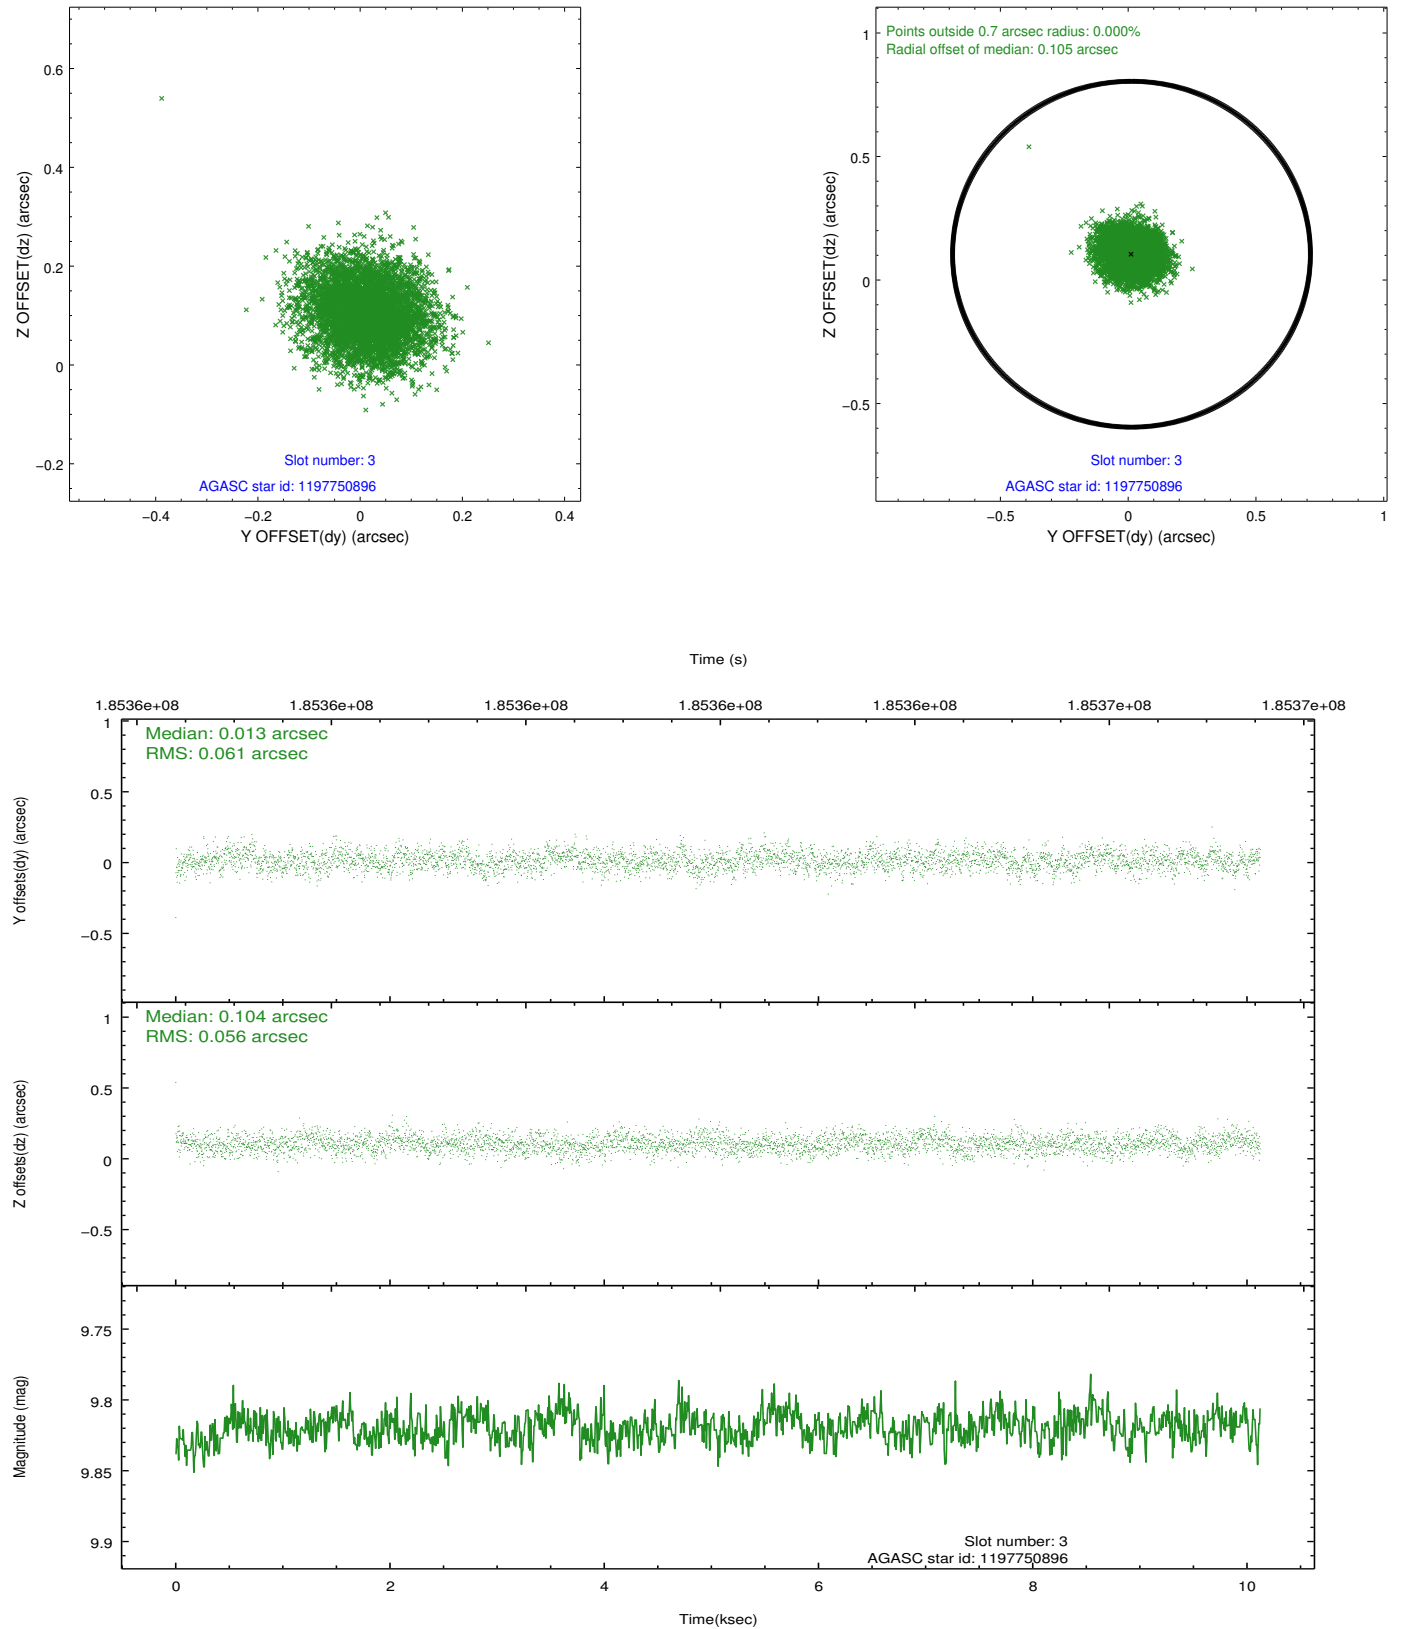 0.6
0.4
0.2
0
−0.2
Z OFFSET(dz) (arcsec)
Slot number: 3
AGASC star id: 1197750896
−0.4 −0.2 0 0.2 0.4
Y OFFSET(dy) (arcsec)
Points outside 0.7 arcsec radius: 0.000%
Radial offset of median: 0.105 arcsec
1
0.5
0
−0.5
Z OFFSET(dz) (arcsec)
Slot number: 3
AGASC star id: 1197750896
−0.5 0 0.5 1
Y OFFSET(dy) (arcsec)
Time (s)
1.8536e+08 1.8536e+08 1.8536e+08 1.8536e+08 1.8536e+08 1.8537e+08 1.8537e+08
Median: 0.013 arcsec
RMS: 0.061 arcsec
1
0.5
0
−0.5
Y offsets(dy) (arcsec)
Median: 0.104 arcsec
RMS: 0.056 arcsec
1
0.5
0
−0.5
Z offsets(dz) (arcsec)
9.75
9.8
9.85
9.9
Magnitude (mag)
Slot number: 3
AGASC star id: 1197750896
0 2 4 6 8 10
Time(ksec)